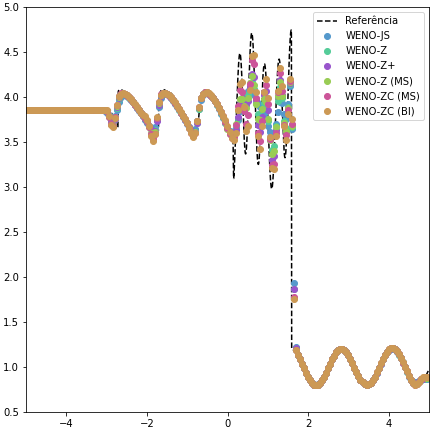 5.0
4.5
4.0
3.5
3.0
2.5
2.0
1.5
1.0
0.5
−4
−2
0
2
4
Referência
WENO-JS
WENO-Z
WENO-Z+
WENO-Z (MS)
WENO-ZC (MS)
WENO-ZC (BI)